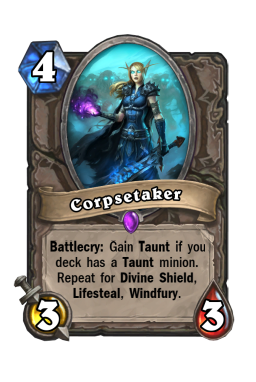 4
Corpsetaker
Battlecry: Gain Taunt if you
deck has a Taunt minion.
Repeat for Divine Shield,
Lifesteal, Windfury.
3
3